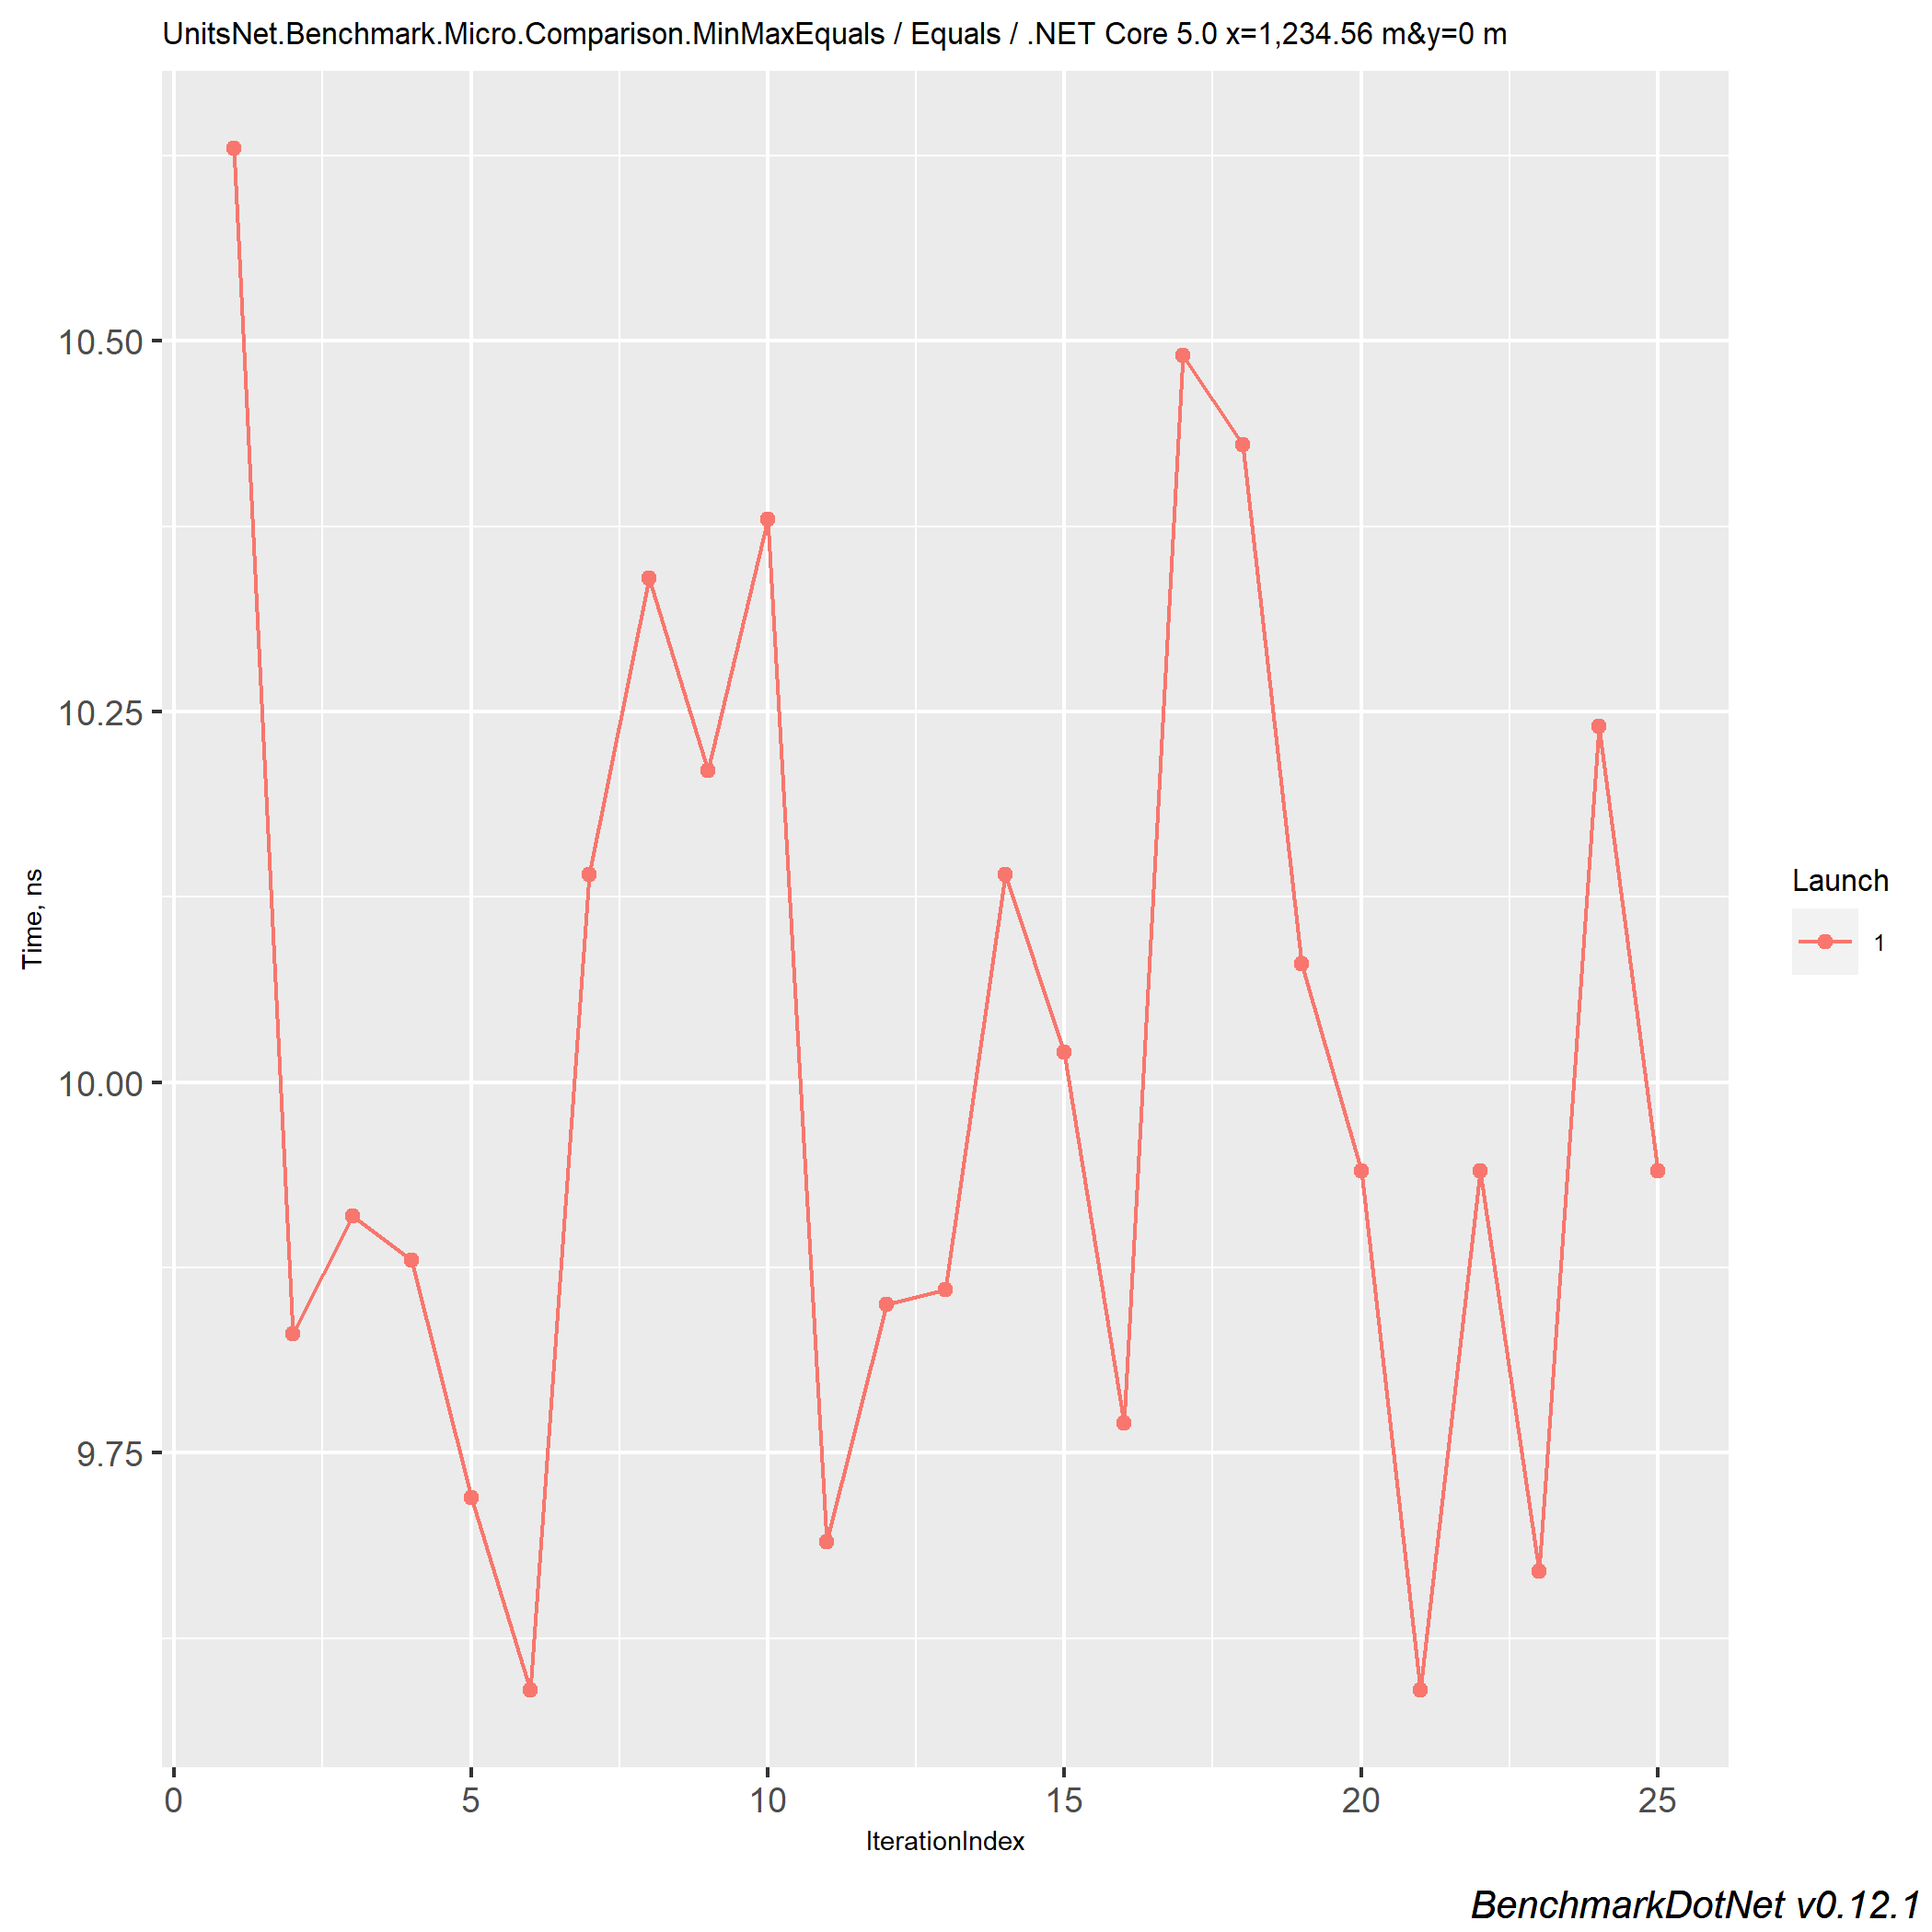 UnitsNet.Benchmark.Micro.Comparison.MinMaxEquals / Equals / .NET Core 5.0 x=1,234.56 m&y=0 m
10.50
10.25
10.00
9.75
Time, ns
0 5 10 15 20 25
IterationIndex
Launch
1
BenchmarkDotNet v0.12.1